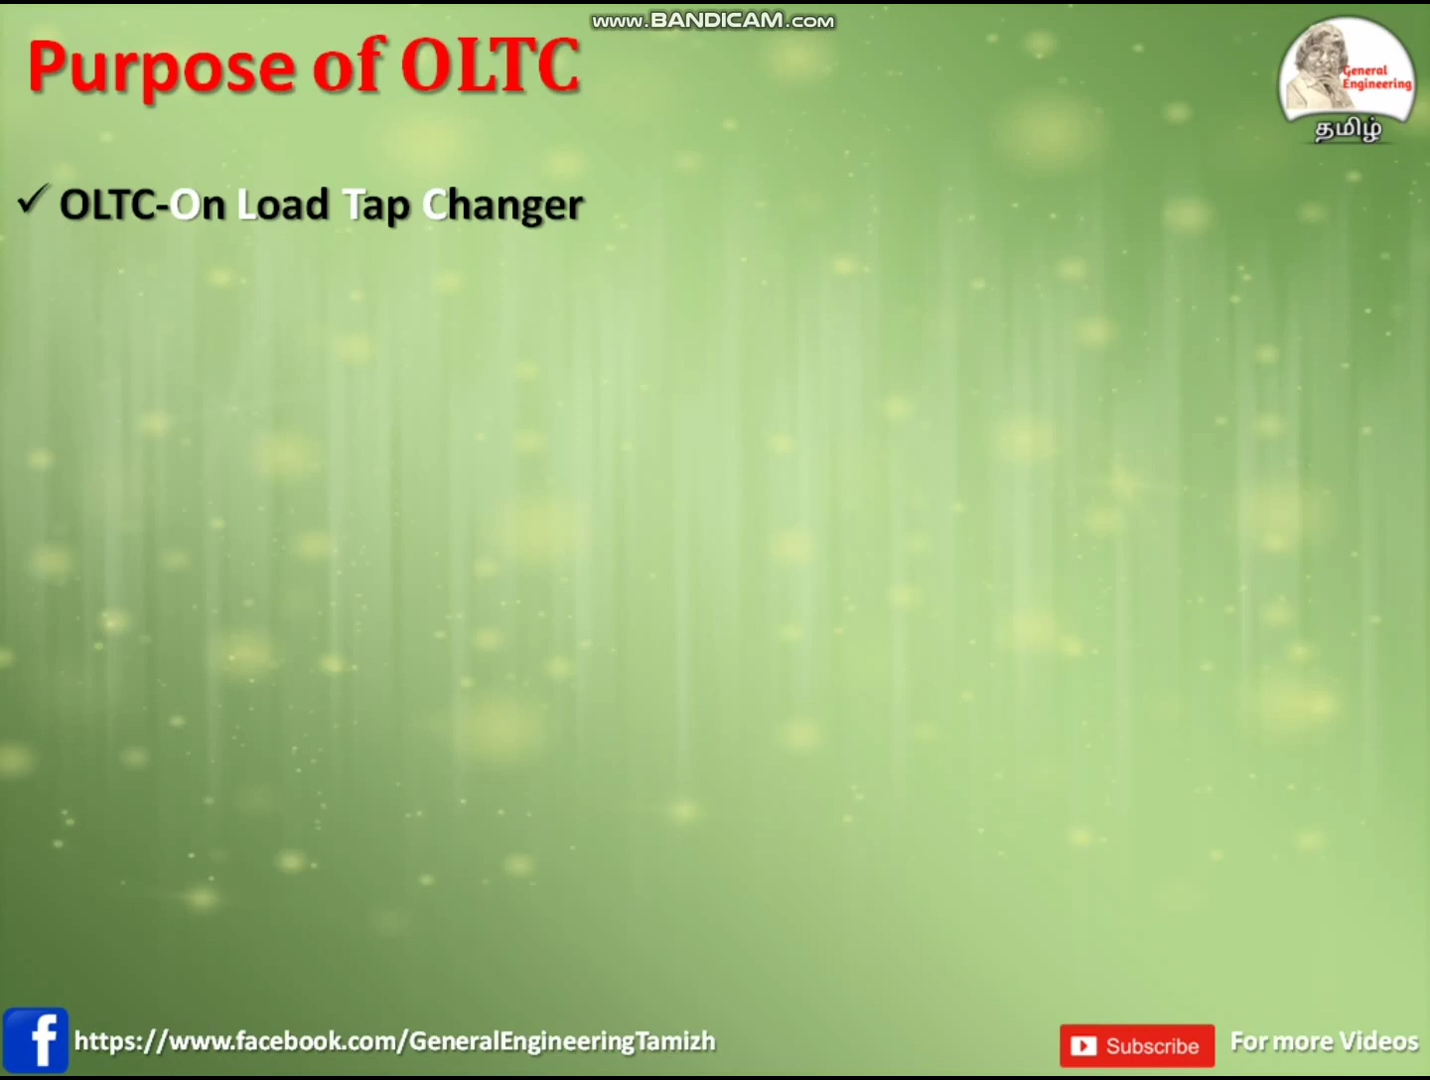 www.BANDICAM.com
Purpose of OLTC
General
Engineering
தமிழ்
✓ OLTC-On Load Tap Changer
f https://www.facebook.com/GeneralEngineeringTamizh
Subscribe For more Videos